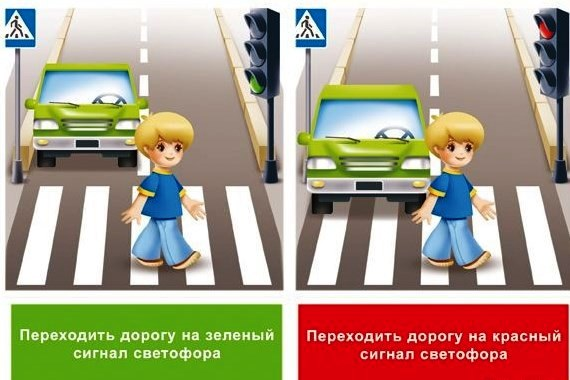 Переходить дорогу на зеленый
сигнал светофора
Переходить дорогу на красный
сигнал светофора